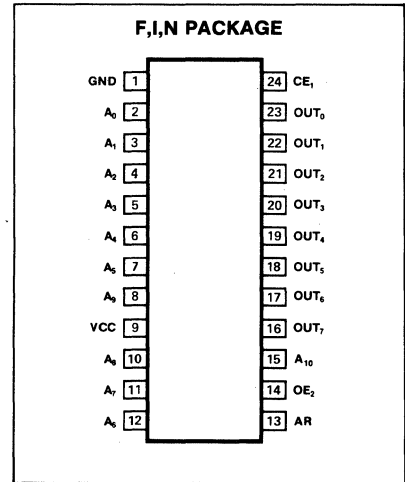 F,I,N PACKAGE
GND 1 24 CE₁
A₀ 2 23 OUT₀
A₁ 3 22 OUT₁
A₂ 4 21 OUT₂
A₃ 5 20 OUT₃
A₄ 6 19 OUT₄
A₅ 7 18 OUT₅
A₉ 8 17 OUT₆
VCC 9 16 OUT₇
A₈ 10 15 A₁₀
A₇ 11 14 OE₂
A₆ 12 13 AR